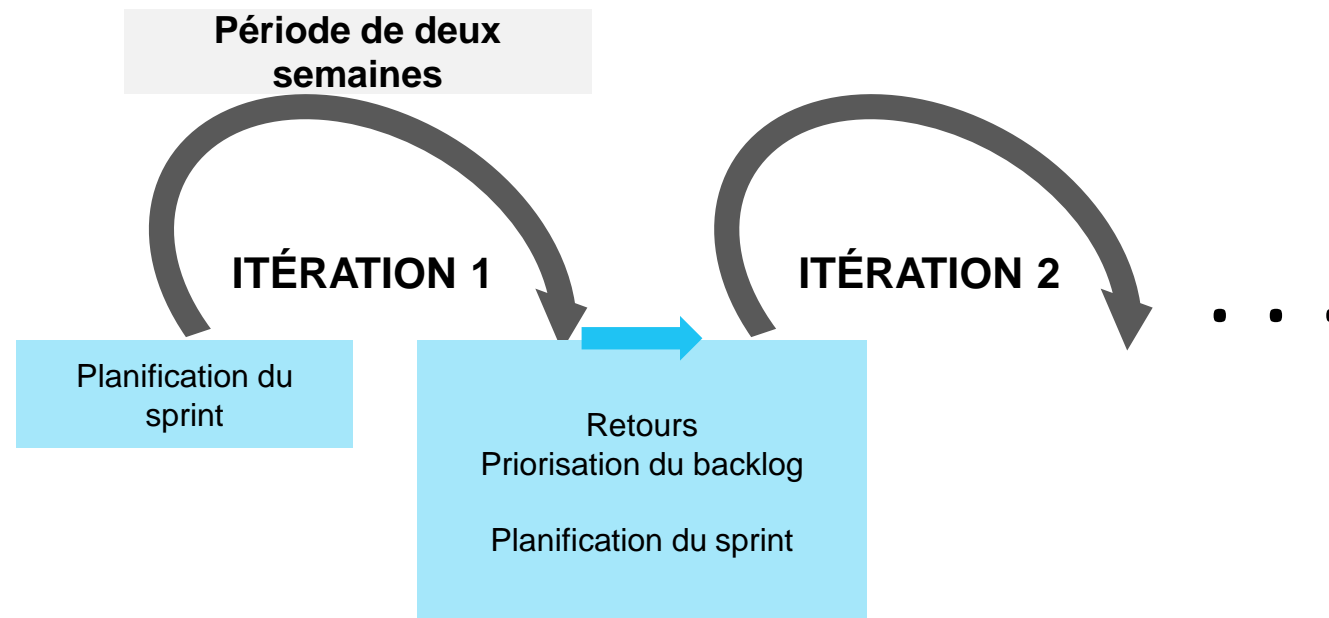 Période de deux
semaines
ITÉRATION 1
ITÉRATION 2
. . .
Planification du
sprint
Retours
Priorisation du backlog
Planification du sprint